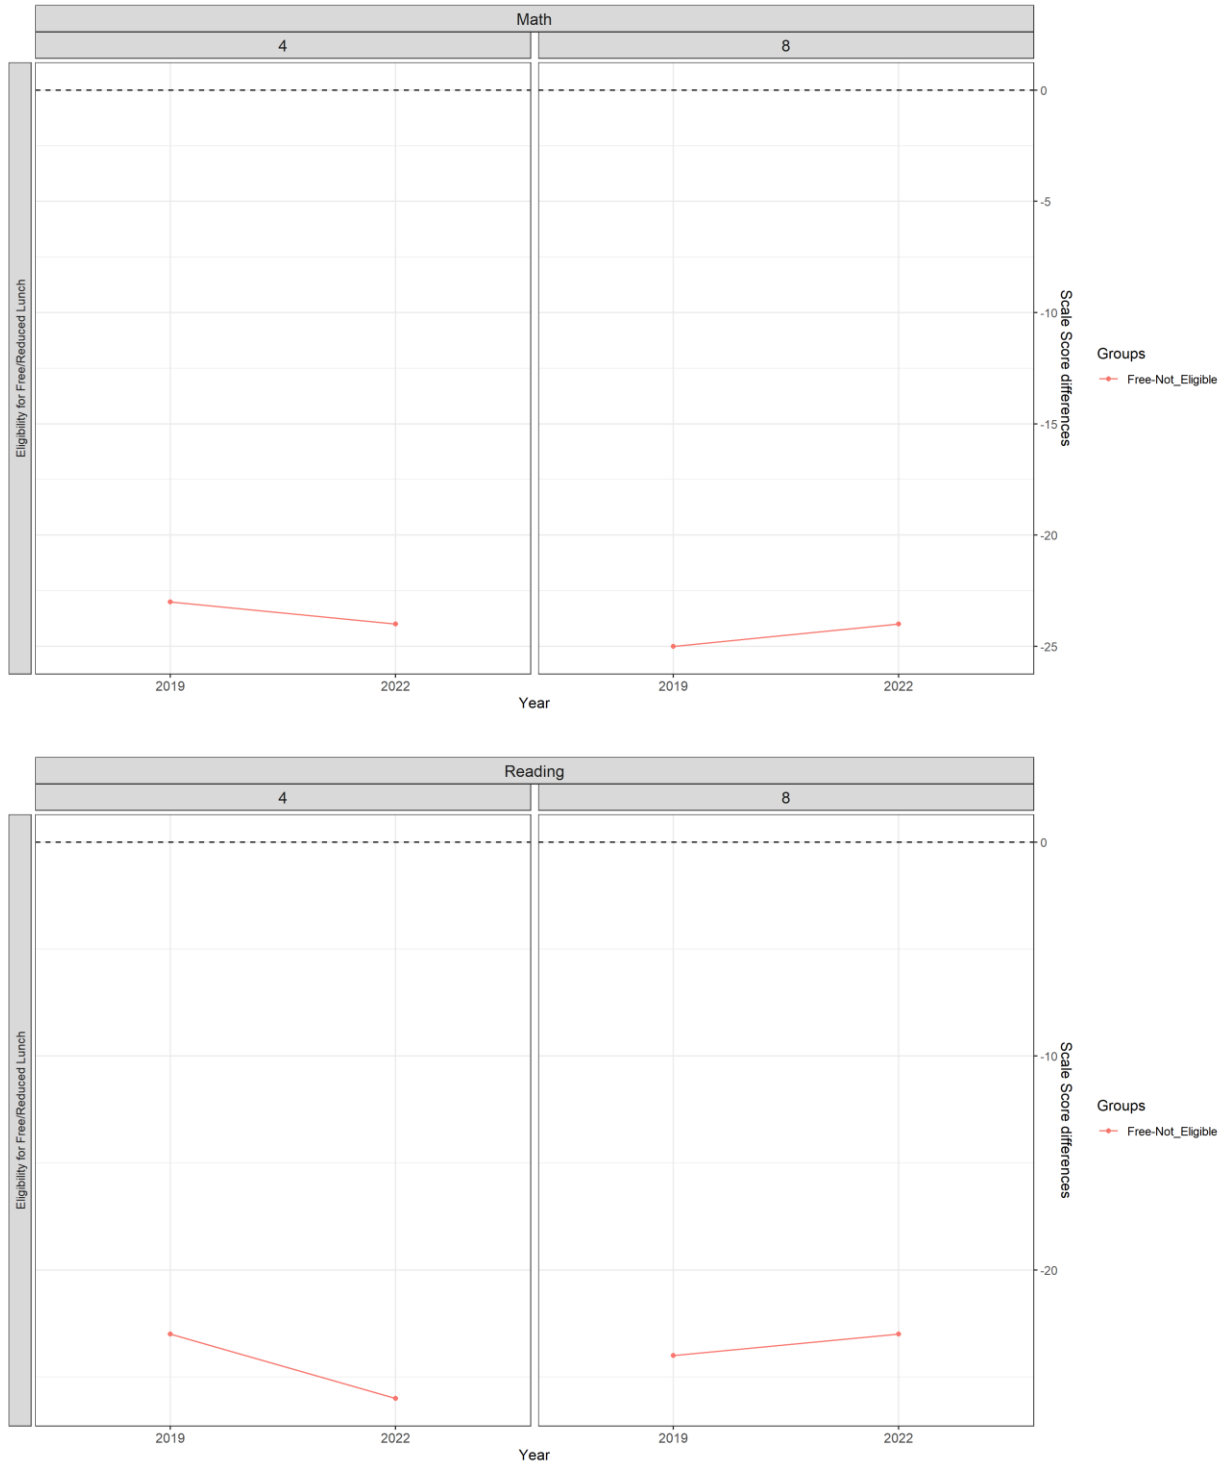 Math
4 8
Eligibility for Free/Reduced Lunch
0
-5
-10
-15
-20
-25
Scale Score differences
Groups
Free-Not_Eligible
2019 2022 2019 2022
Year
Reading
4 8
Eligibility for Free/Reduced Lunch
0
-10
-20
Scale Score differences
Groups
Free-Not_Eligible
2019 2022 2019 2022
Year